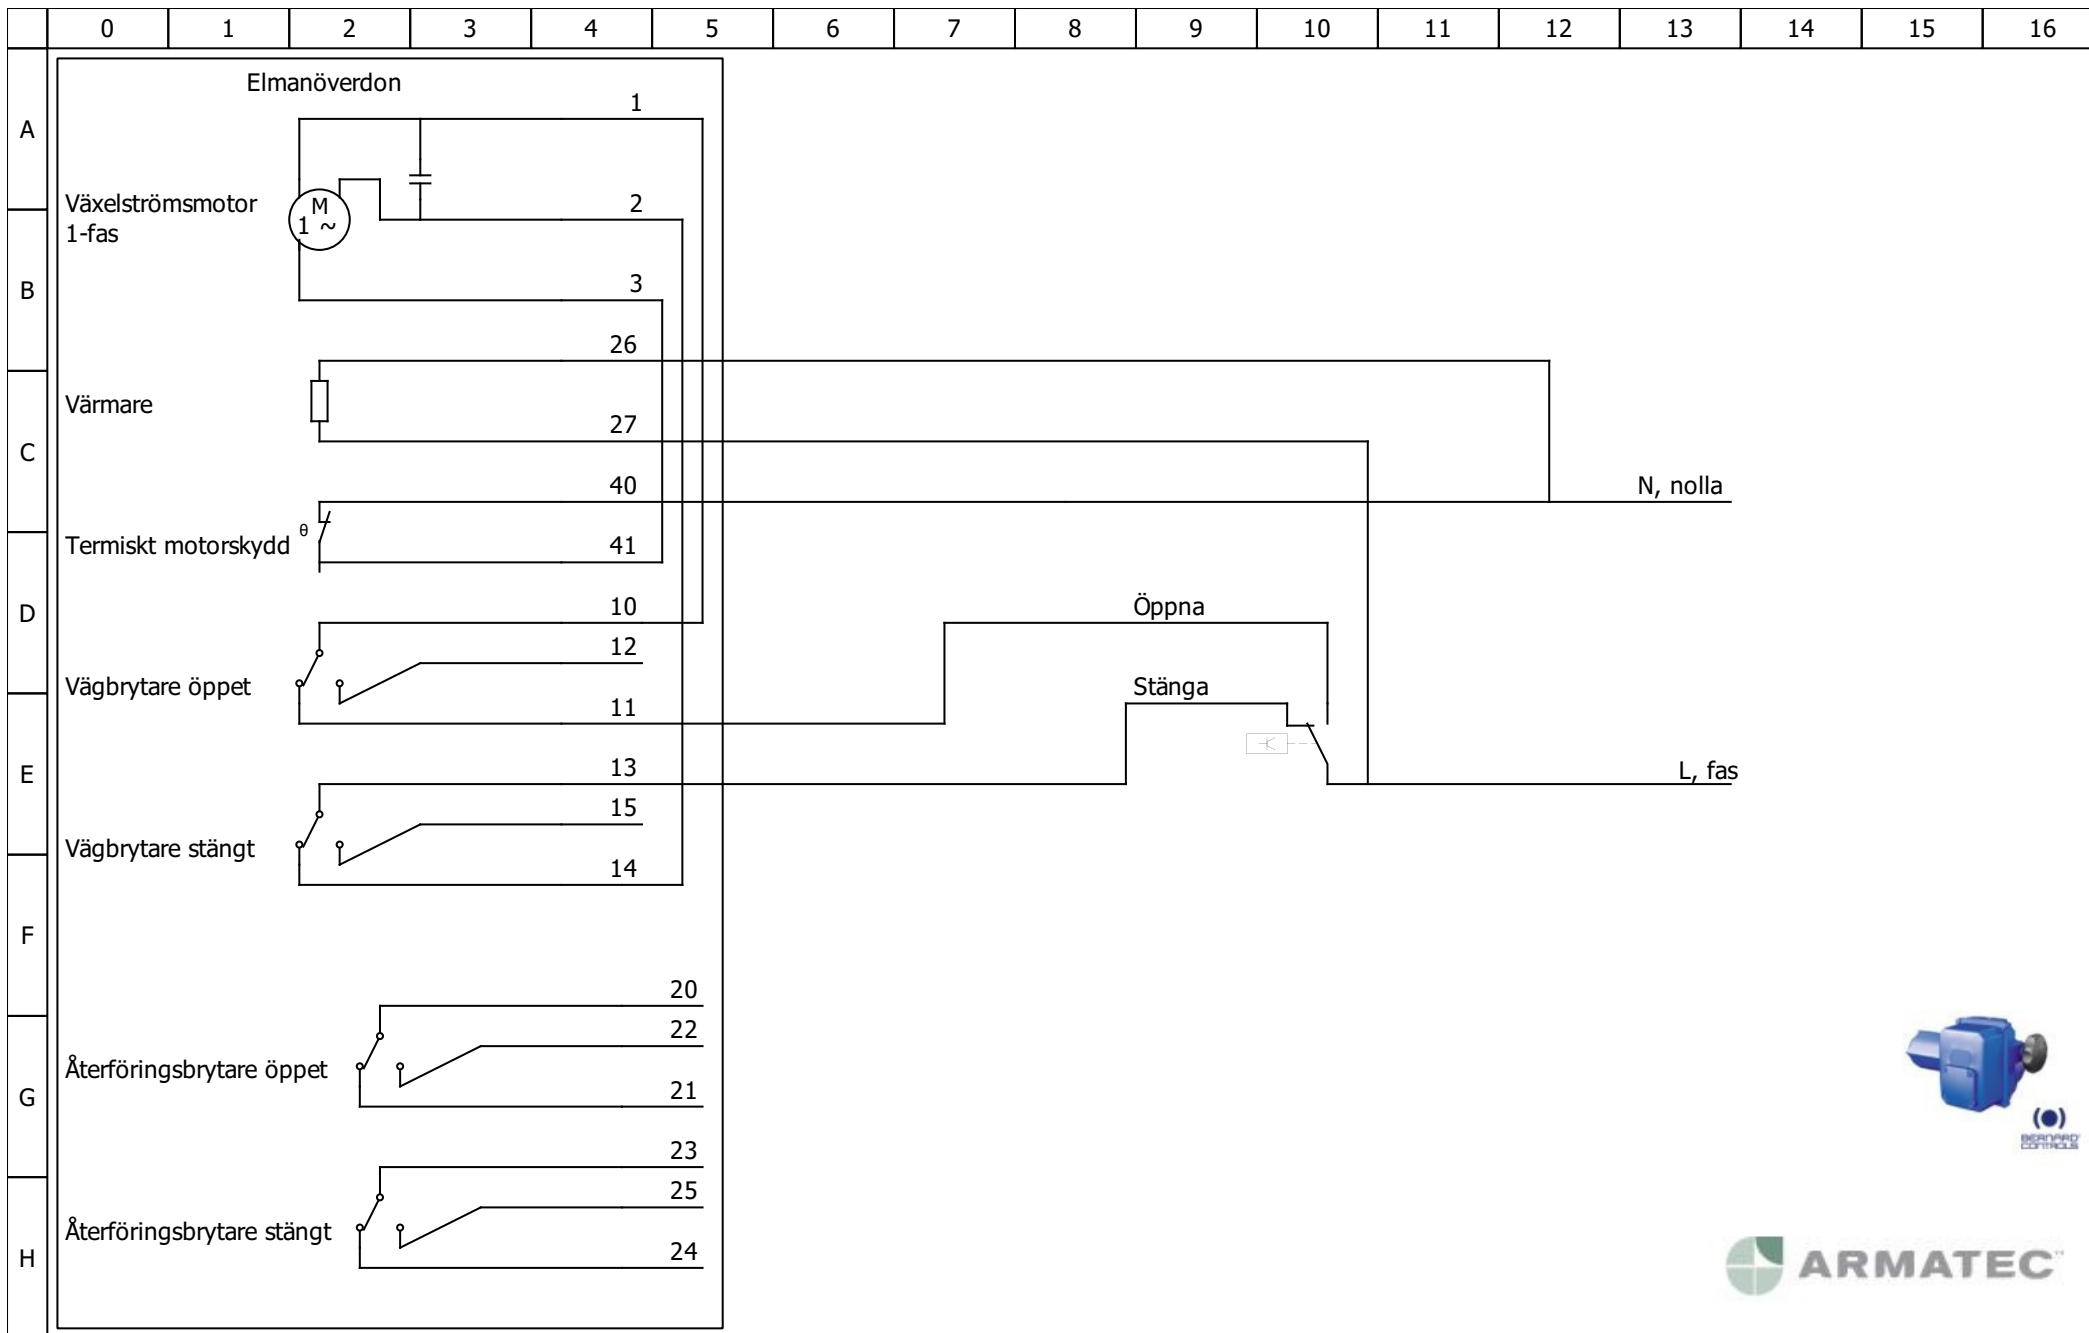 0 1 2 3 4 5 6 7 8 9 10 11 12 13 14 15 16
Elmanöverdon
A
1
Växelströmsmotor
1-fas
M
1 ~
2
B
3
26
Värmare
27
C
40
N, nolla
Termiskt motorskydd
θ
41
D
10
Öppna
12
Vägbrytare öppet
Stänga
11
E
13
L, fas
15
Vägbrytare stängt
14
F
20
22
Återföringsbrytare öppet
21
G
BERNARD
CONTROLS
23
25
Återföringsbrytare stängt
24
H
ARMATEC